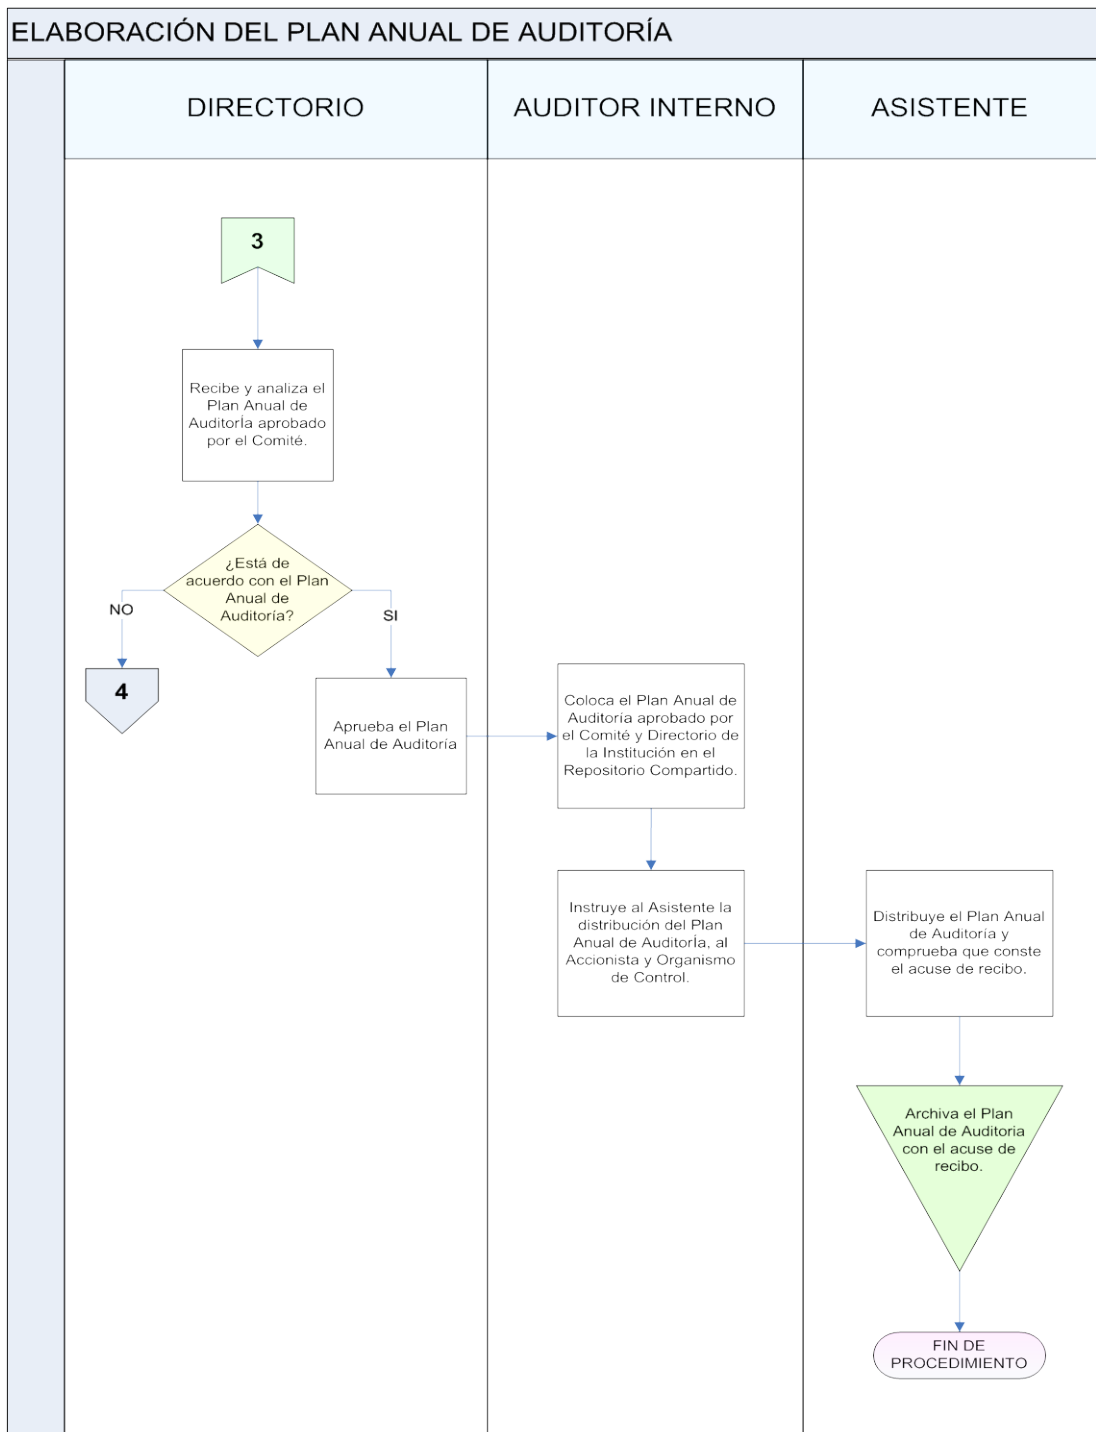 ELABORACIÓN DEL PLAN ANUAL DE AUDITORÍA
DIRECTORIO
AUDITOR INTERNO
ASISTENTE
3
Recibe y analiza el
Plan Anual de
AuditorÍa aprobado
por el Comité.
¿Está de
acuerdo con el Plan
Anual de
Auditoría?
NO
SI
4
Aprueba el Plan
Anual de Auditoría
Coloca el Plan Anual de
Auditoría aprobado por
el Comité y Directorio de
la Institución en el
Repositorio Compartido.
Instruye al Asistente la
distribución del Plan
Anual de AuditorÍa, al
Accionista y Organismo
de Control.
Distribuye el Plan Anual
de Auditoría y
comprueba que conste
el acuse de recibo.
Archiva el Plan
Anual de Auditoria
con el acuse de
recibo.
FIN DE
PROCEDIMIENTO